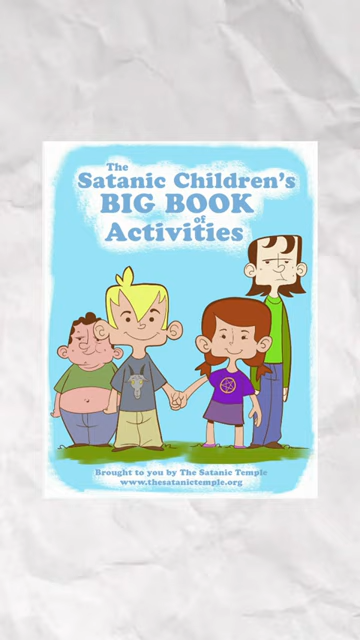 The
Satanic Children's
BIG BOOK
of
Activities
Brought to you by The Satanic Temple
www.thesatanictemple.org